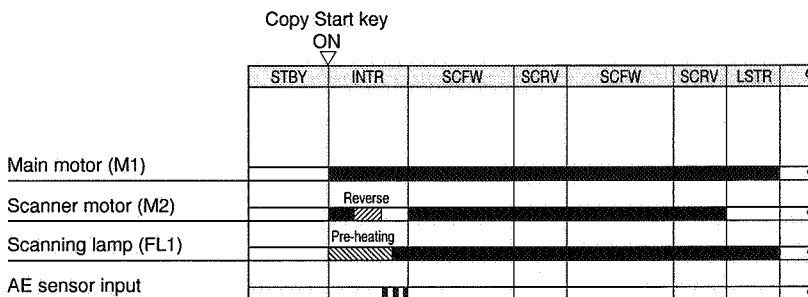 Copy Start key
ON
STBY INTR SCFW SCRV SCFW SCRV LSTR
Main motor (M1)
Reverse
Scanner motor (M2)
Pre-heating
Scanning lamp (FL1)
AE sensor input